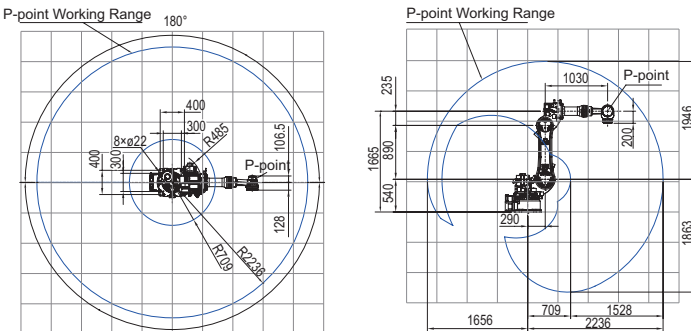 P-point Working Range
180°
400
300
8×ø22
R485
106.5
P-point
400
300
128
R709
R2236
P-point Working Range
1030
P-point
235
200
1946
1665
890
540
290
1863
709
1528
1656
2236